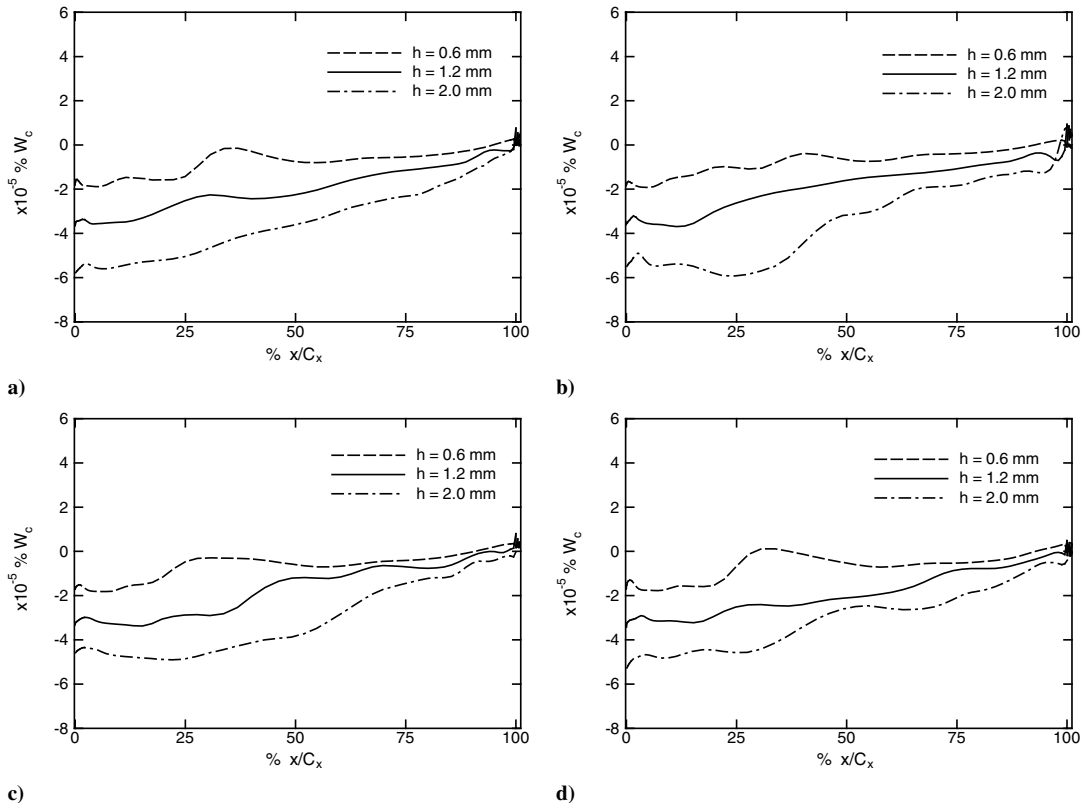 6
4
2
0
-2
-4
-6
-8
x10⁻⁵ % W꜀
h = 0.6 mm
h = 1.2 mm
h = 2.0 mm
0 25 50 75 100
% x/Cₓ
a)
6
4
2
0
-2
-4
-6
-8
x10⁻⁵ % W꜀
h = 0.6 mm
h = 1.2 mm
h = 2.0 mm
0 25 50 75 100
% x/Cₓ
b)
6
4
2
0
-2
-4
-6
-8
x10⁻⁵ % W꜀
h = 0.6 mm
h = 1.2 mm
h = 2.0 mm
0 25 50 75 100
% x/Cₓ
c)
6
4
2
0
-2
-4
-6
-8
x10⁻⁵ % W꜀
h = 0.6 mm
h = 1.2 mm
h = 2.0 mm
0 25 50 75 100
% x/Cₓ
d)